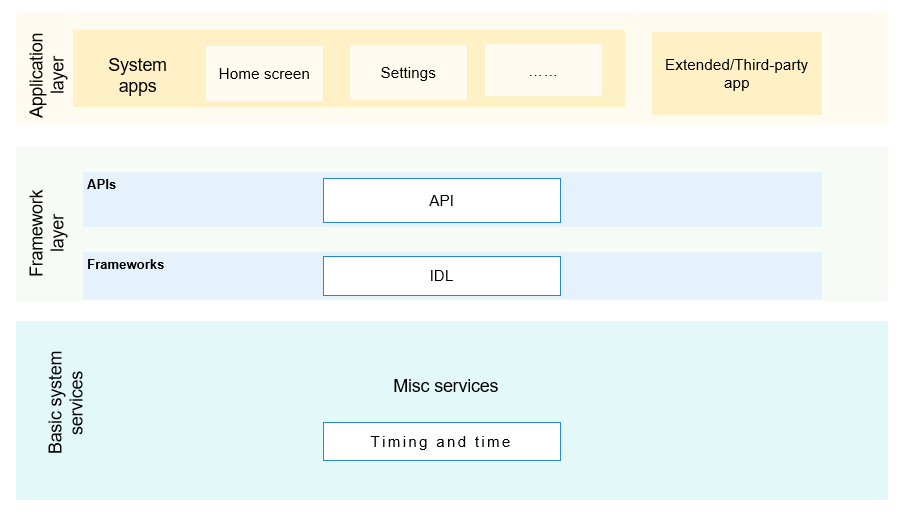 Application
layer
System
apps
Home screen
Settings
……
Extended/Third-party
app
Framework
layer
APIs
API
Frameworks
IDL
Basic system
services
Misc services
Timing and time